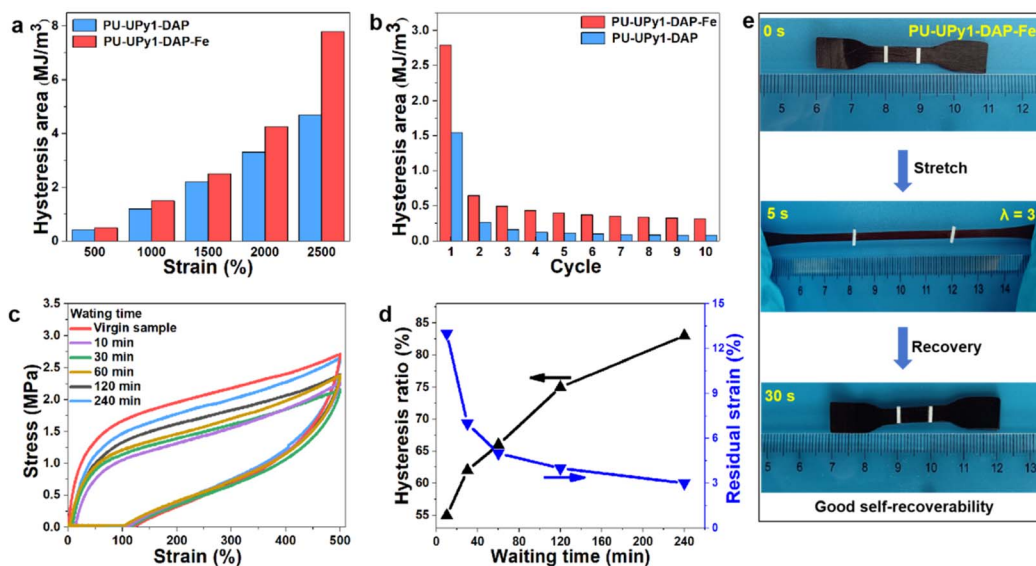 a
PU-UPy1-DAP
PU-UPy1-DAP-Fe
Hysteresis area (MJ/m³)
8
6
4
2
0
500 1000 1500 2000 2500
Strain (%)
b
PU-UPy1-DAP-Fe
PU-UPy1-DAP
Hysteresis area (MJ/m³)
3.0
2.5
2.0
1.5
1.0
0.5
0.0
1 2 3 4 5 6 7 8 9 10
Cycle
c
Wating time
Virgin sample
10 min
30 min
60 min
120 min
240 min
Stress (MPa)
3.5
3.0
2.5
2.0
1.5
1.0
0.5
0.0
0 100 200 300 400 500
Strain (%)
d
Hysteresis ratio (%)
85
80
75
70
65
60
55
Residual strain (%)
15
12
9
6
3
0
0 40 80 120 160 200 240
Waiting time (min)
e
0 s PU-UPy1-DAP-Fe
5 6 7 8 9 10 11 12
Stretch
5 s λ = 3
6 7 8 9 10 11 12 13 14
Recovery
30 s
5 6 7 8 9 10 11 12 13
Good self-recoverability